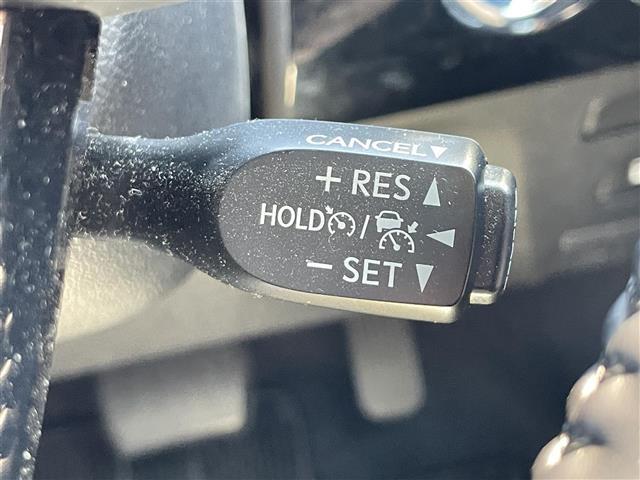 CANCEL▼
+ RES ▲
HOLD / ◀
− SET ▼